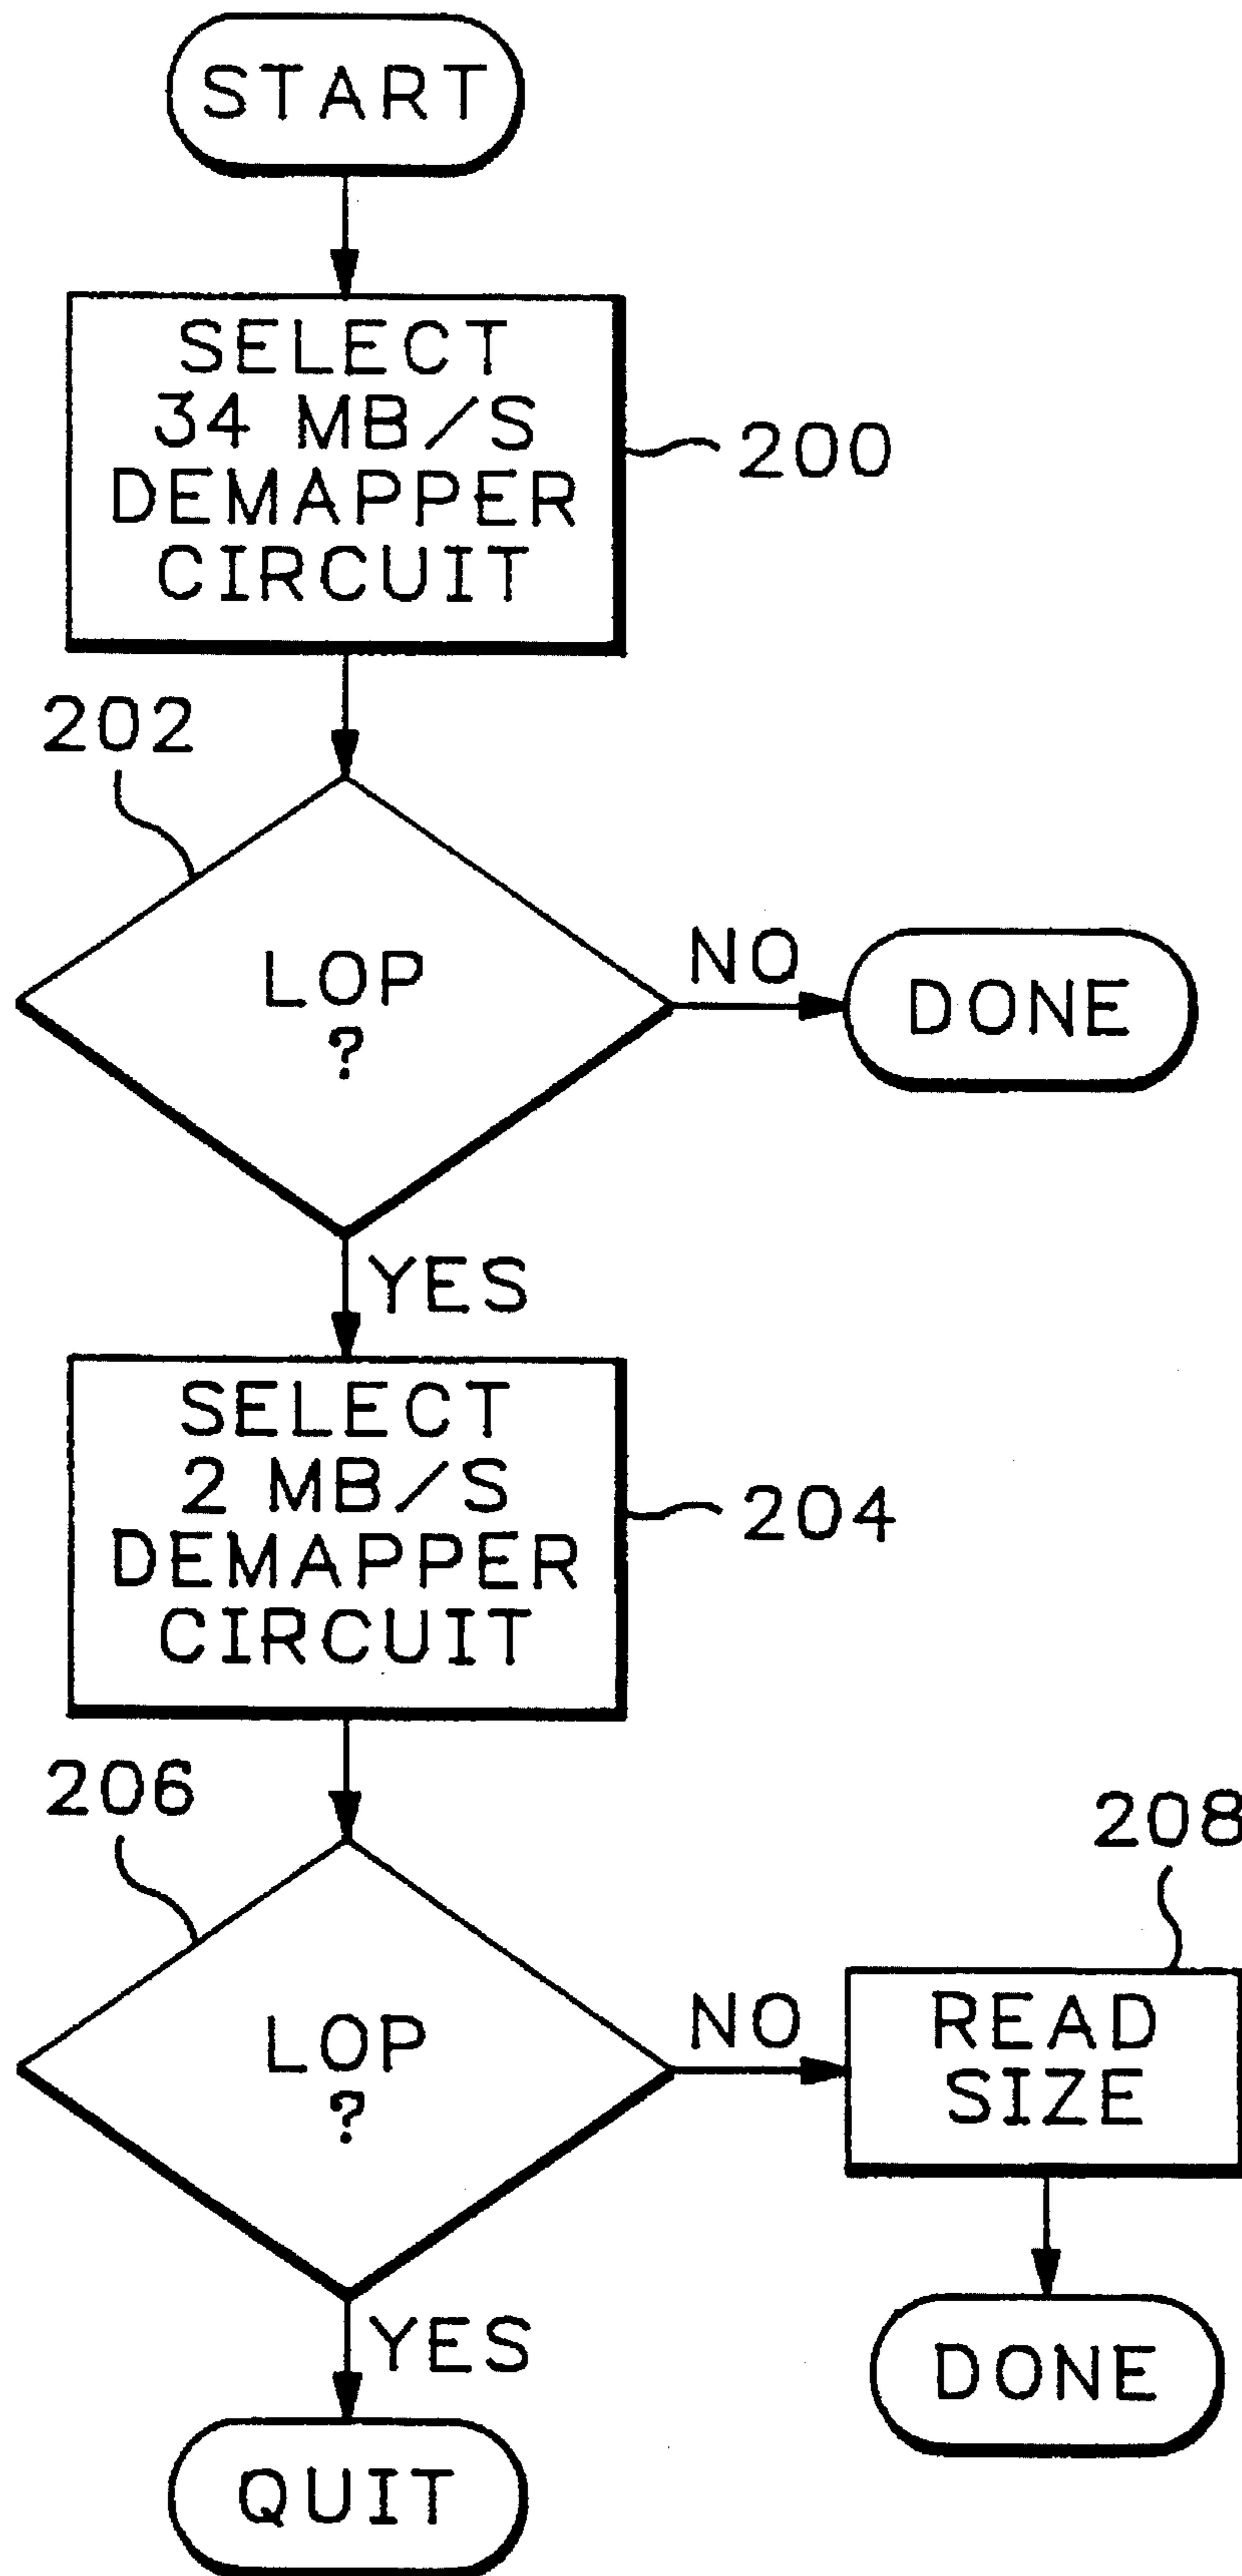 START
SELECT
34 MB/S
DEMAPPER
CIRCUIT
200
202
LOP
?
NO
DONE
YES
SELECT
2 MB/S
DEMAPPER
CIRCUIT
204
206
208
LOP
?
NO
READ
SIZE
YES
DONE
QUIT